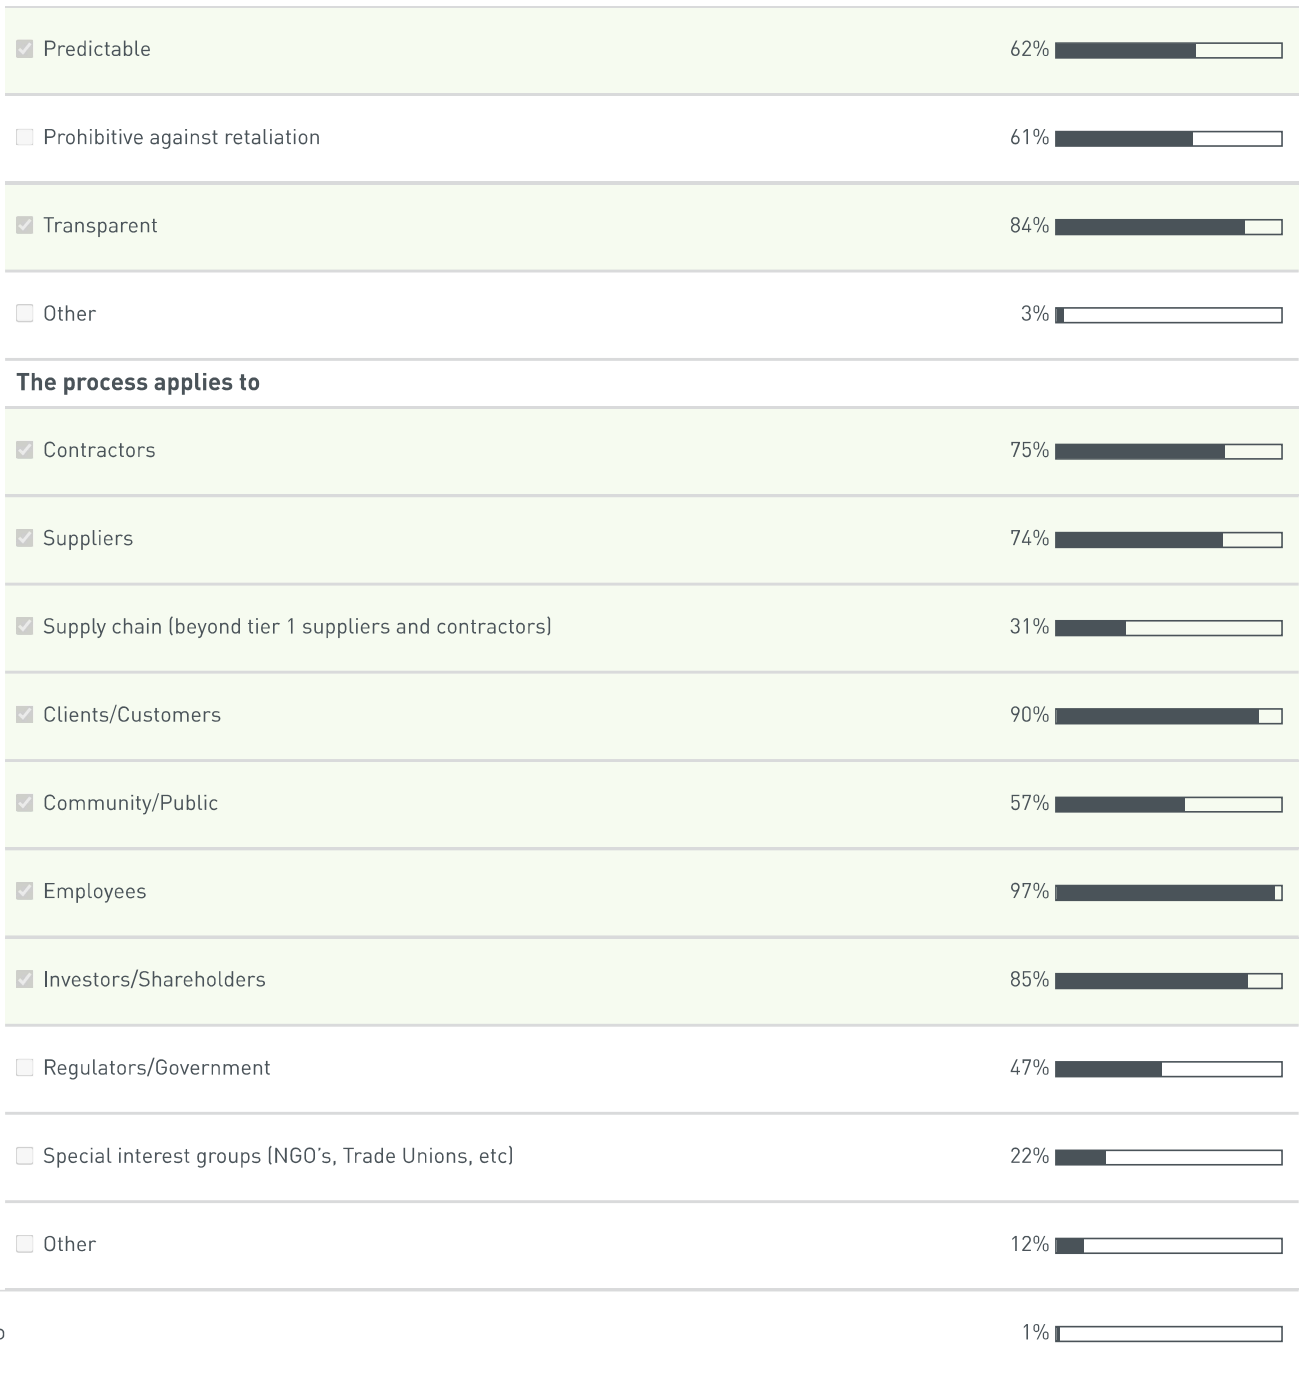 Predictable 62%
Prohibitive against retaliation 61%
Transparent 84%
Other 3%
The process applies to
Contractors 75%
Suppliers 74%
Supply chain (beyond tier 1 suppliers and contractors) 31%
Clients/Customers 90%
Community/Public 57%
Employees 97%
Investors/Shareholders 85%
Regulators/Government 47%
Special interest groups (NGO's, Trade Unions, etc) 22%
Other 12%
1%